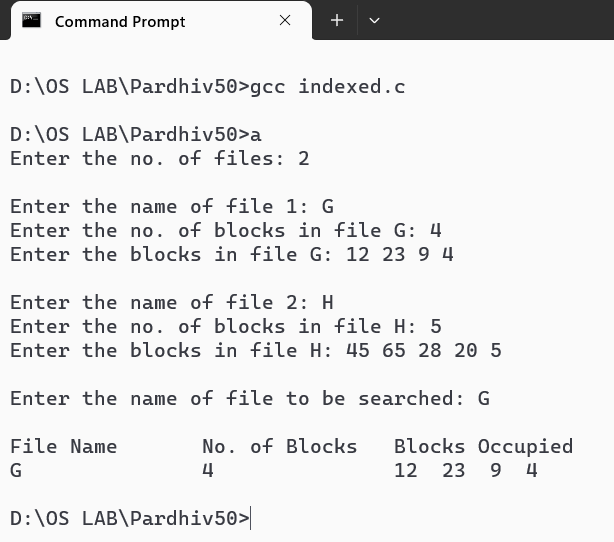 Command Prompt
D:\OS LAB\Pardhiv50>gcc indexed.c
D:\OS LAB\Pardhiv50>a
Enter the no. of files: 2
Enter the name of file 1: G
Enter the no. of blocks in file G: 4
Enter the blocks in file G: 12 23 9 4
Enter the name of file 2: H
Enter the no. of blocks in file H: 5
Enter the blocks in file H: 45 65 28 20 5
Enter the name of file to be searched: G
File Name       No. of Blocks   Blocks Occupied
G               4               12  23  9  4
D:\OS LAB\Pardhiv50>